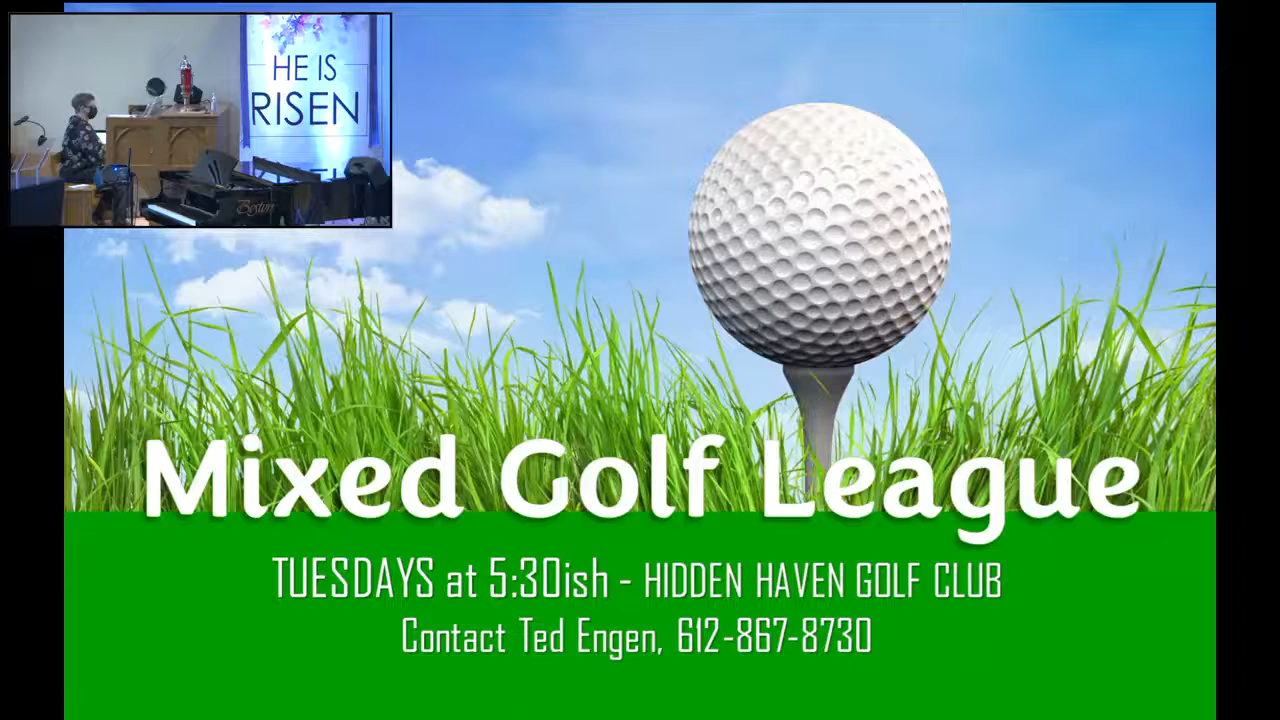 HE IS
RISEN
Boston
Mixed Golf League
TUESDAYS at 5:30ish - HIDDEN HAVEN GOLF CLUB
Contact Ted Engen, 612-867-8730